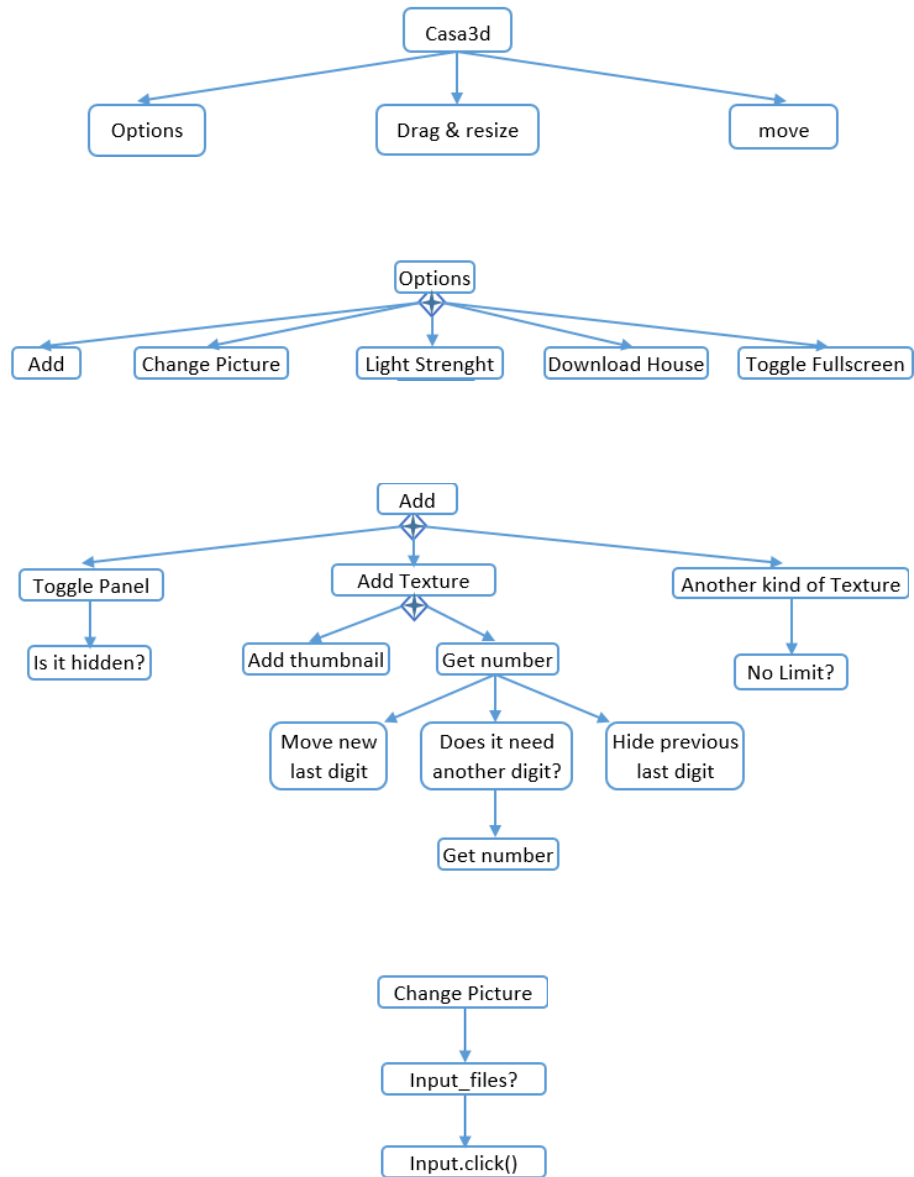 Casa3d
Options
Drag & resize
move
Options
Add
Change Picture
Light Strenght
Download House
Toggle Fullscreen
Add
Toggle Panel
Add Texture
Another kind of Texture
Is it hidden?
Add thumbnail
Get number
No Limit?
Move new
last digit
Does it need
another digit?
Hide previous
last digit
Get number
Change Picture
Input_files?
Input.click()